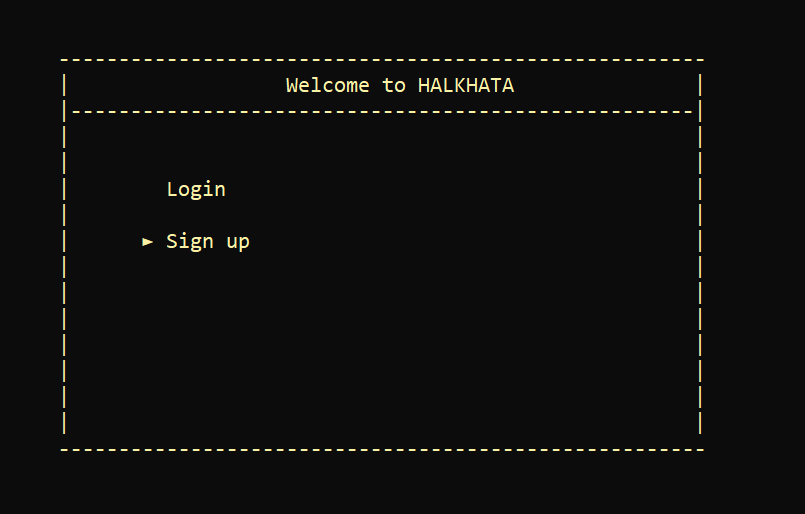 Welcome to HALKHATA
Login
► Sign up